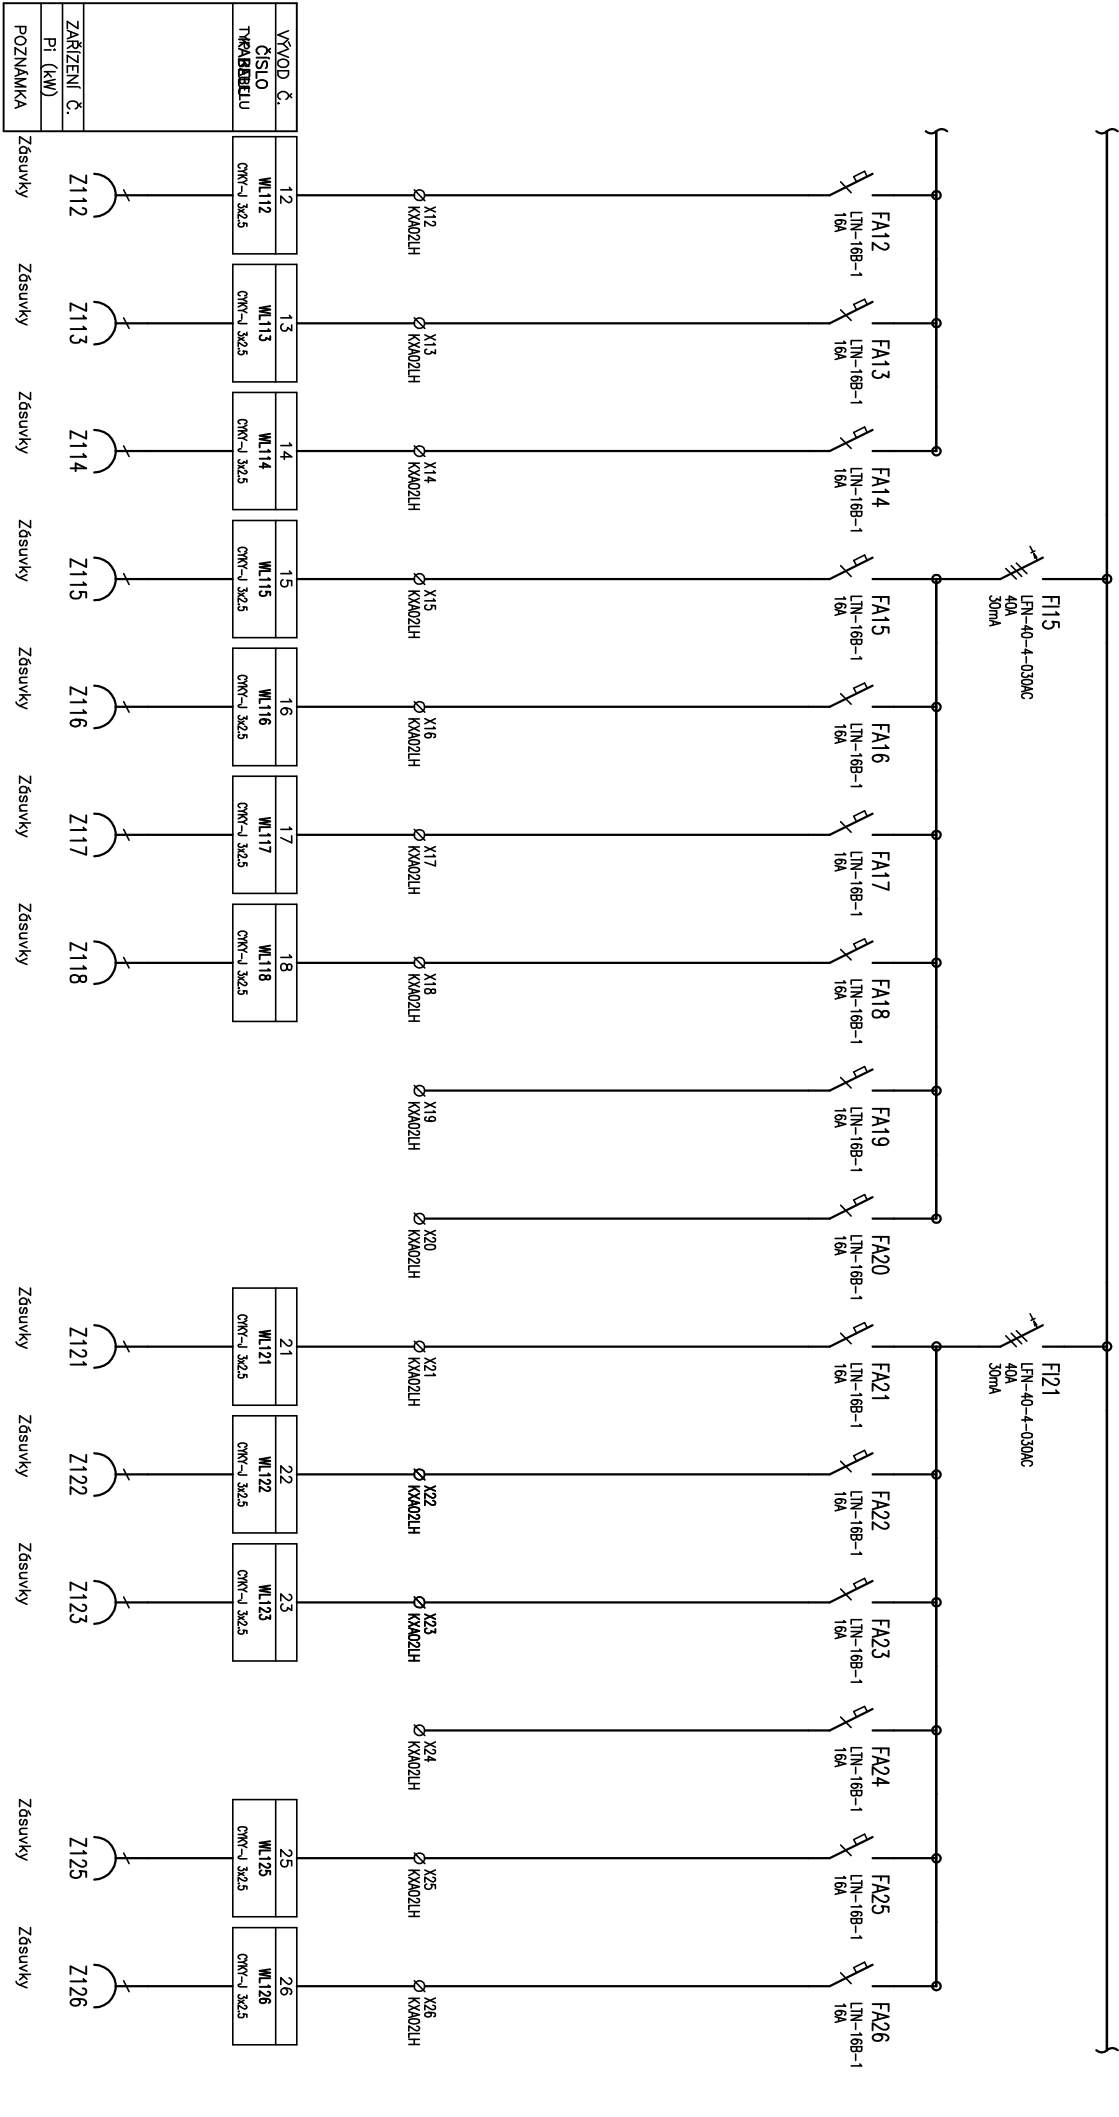 FI15
LFN-40-4-030AC
40A
30mA
FI21
LFN-40-4-030AC
40A
30mA
FA12
LTN-16B-1
16A
FA13
LTN-16B-1
16A
FA14
LTN-16B-1
16A
FA15
LTN-16B-1
16A
FA16
LTN-16B-1
16A
FA17
LTN-16B-1
16A
FA18
LTN-16B-1
16A
FA19
LTN-16B-1
16A
FA20
LTN-16B-1
16A
FA21
LTN-16B-1
16A
FA22
LTN-16B-1
16A
FA23
LTN-16B-1
16A
FA24
LTN-16B-1
16A
FA25
LTN-16B-1
16A
FA26
LTN-16B-1
16A
X12
KXA02LH
X13
KXA02LH
X14
KXA02LH
X15
KXA02LH
X16
KXA02LH
X17
KXA02LH
X18
KXA02LH
X19
KXA02LH
X20
KXA02LH
X21
KXA02LH
X22
KXA02LH
X23
KXA02LH
X24
KXA02LH
X25
KXA02LH
X26
KXA02LH
VÝVOD Č.
ČÍSLO
12
WL112
CYKY-J 3x2.5
13
WL113
CYKY-J 3x2.5
14
WL114
CYKY-J 3x2.5
15
WL115
CYKY-J 3x2.5
16
WL116
CYKY-J 3x2.5
17
WL117
CYKY-J 3x2.5
18
WL118
CYKY-J 3x2.5
21
WL121
CYKY-J 3x2.5
22
WL122
CYKY-J 3x2.5
23
WL123
CYKY-J 3x2.5
25
WL125
CYKY-J 3x2.5
26
WL126
CYKY-J 3x2.5
ZAŘÍZENÍ Č.
Z112
Z113
Z114
Z115
Z116
Z117
Z118
Z121
Z122
Z123
Z125
Z126
Pi (kW)
POZNÁMKA
Zásuvky
Zásuvky
Zásuvky
Zásuvky
Zásuvky
Zásuvky
Zásuvky
Zásuvky
Zásuvky
Zásuvky
Zásuvky
Zásuvky